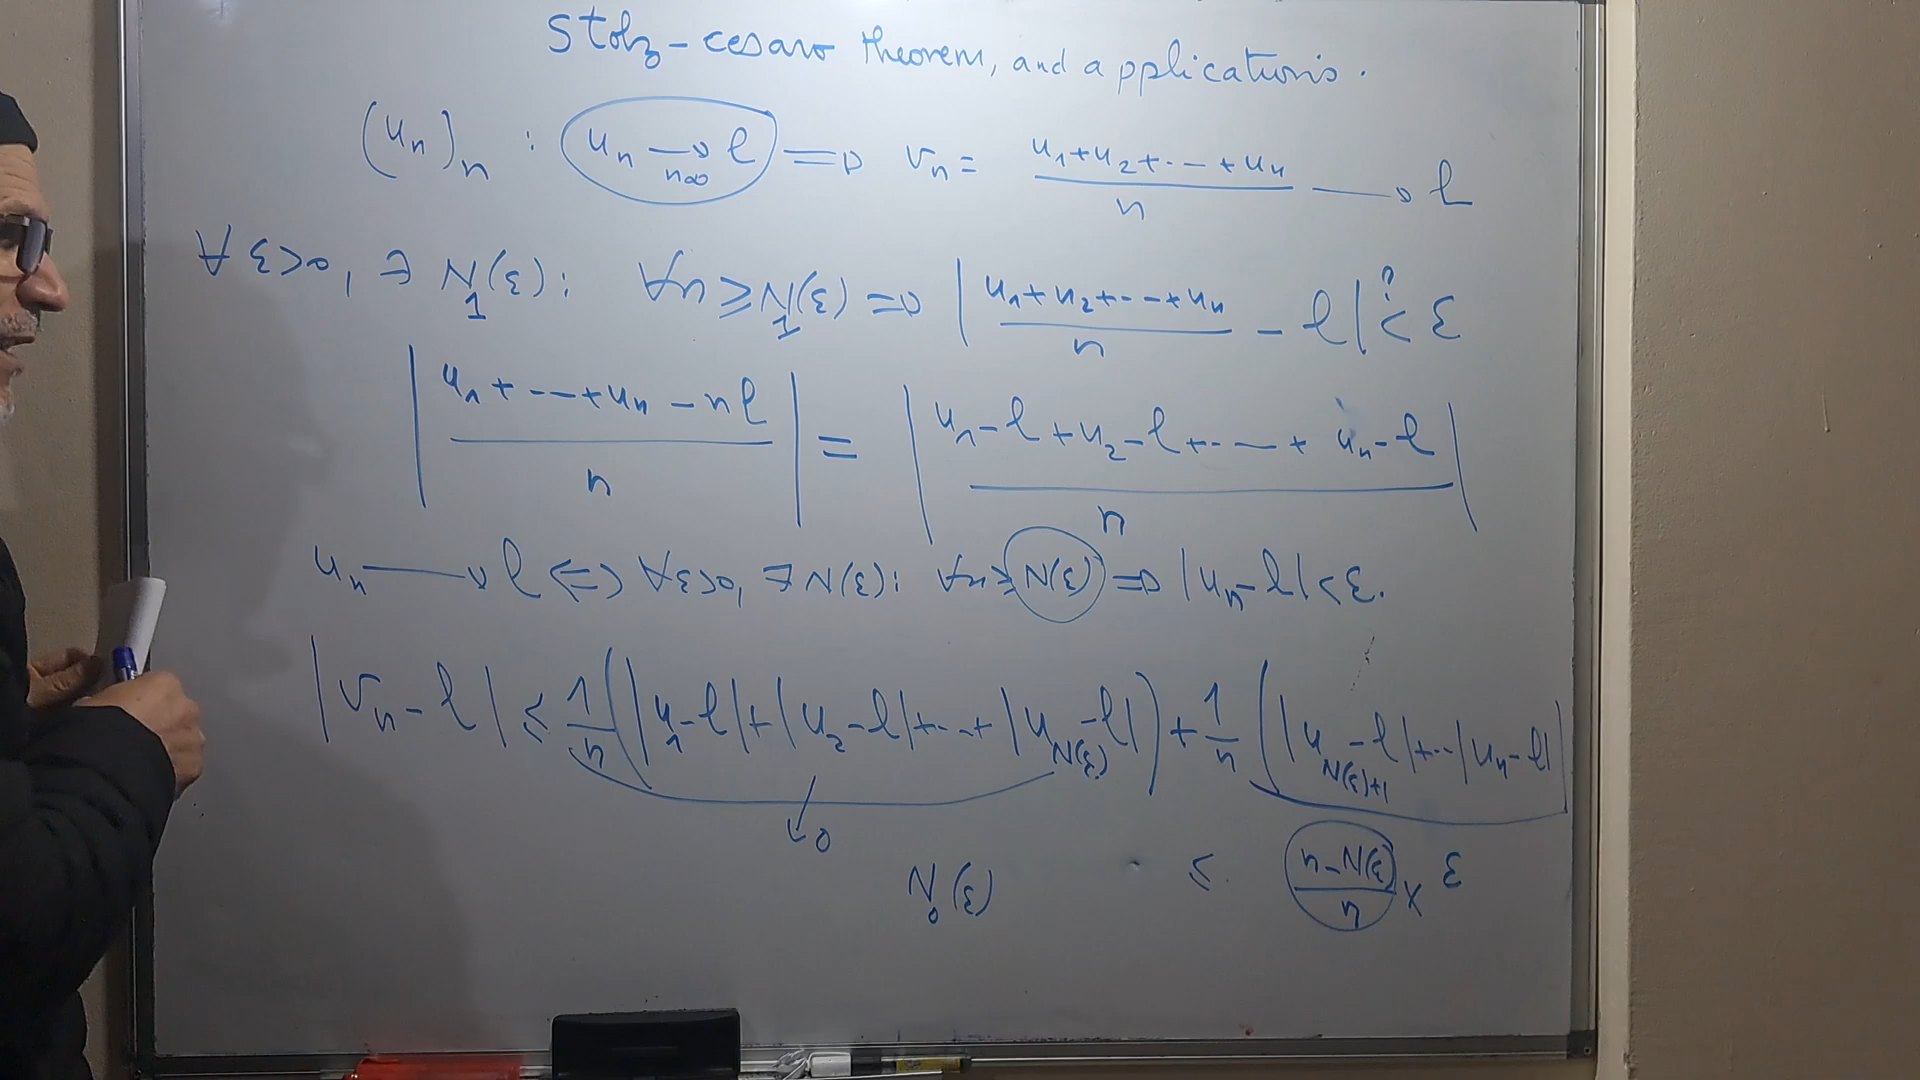 Stolz-cesaro theorem, and applications.
(u_n)_n : u_n ⟶ l (n∞) ⟹ v_n = (u_1+u_2+...+u_n)/n ⟶ l
∀ ε>0, ∃ N_1(ε): ∀n ≥ N_1(ε) ⟹ | (u_1+u_2+...+u_n)/n - l | <? ε
| (u_1+...+u_n - nl)/n | = | (u_1-l+u_2-l+...+u_n-l)/n |
u_n ⟶ l ⟺ ∀ε>0, ∃ N(ε): ∀n≥N(ε) ⟹ |u_n-l|<ε.
|v_n-l| ≤ 1/n (|u_1-l|+|u_2-l|+...+|u_N(ε)-l|) + 1/n (|u_N(ε)+1-l|+...|u_n-l|
↓ 0
N_0(ε) ≤ (n-N(ε))/n × ε